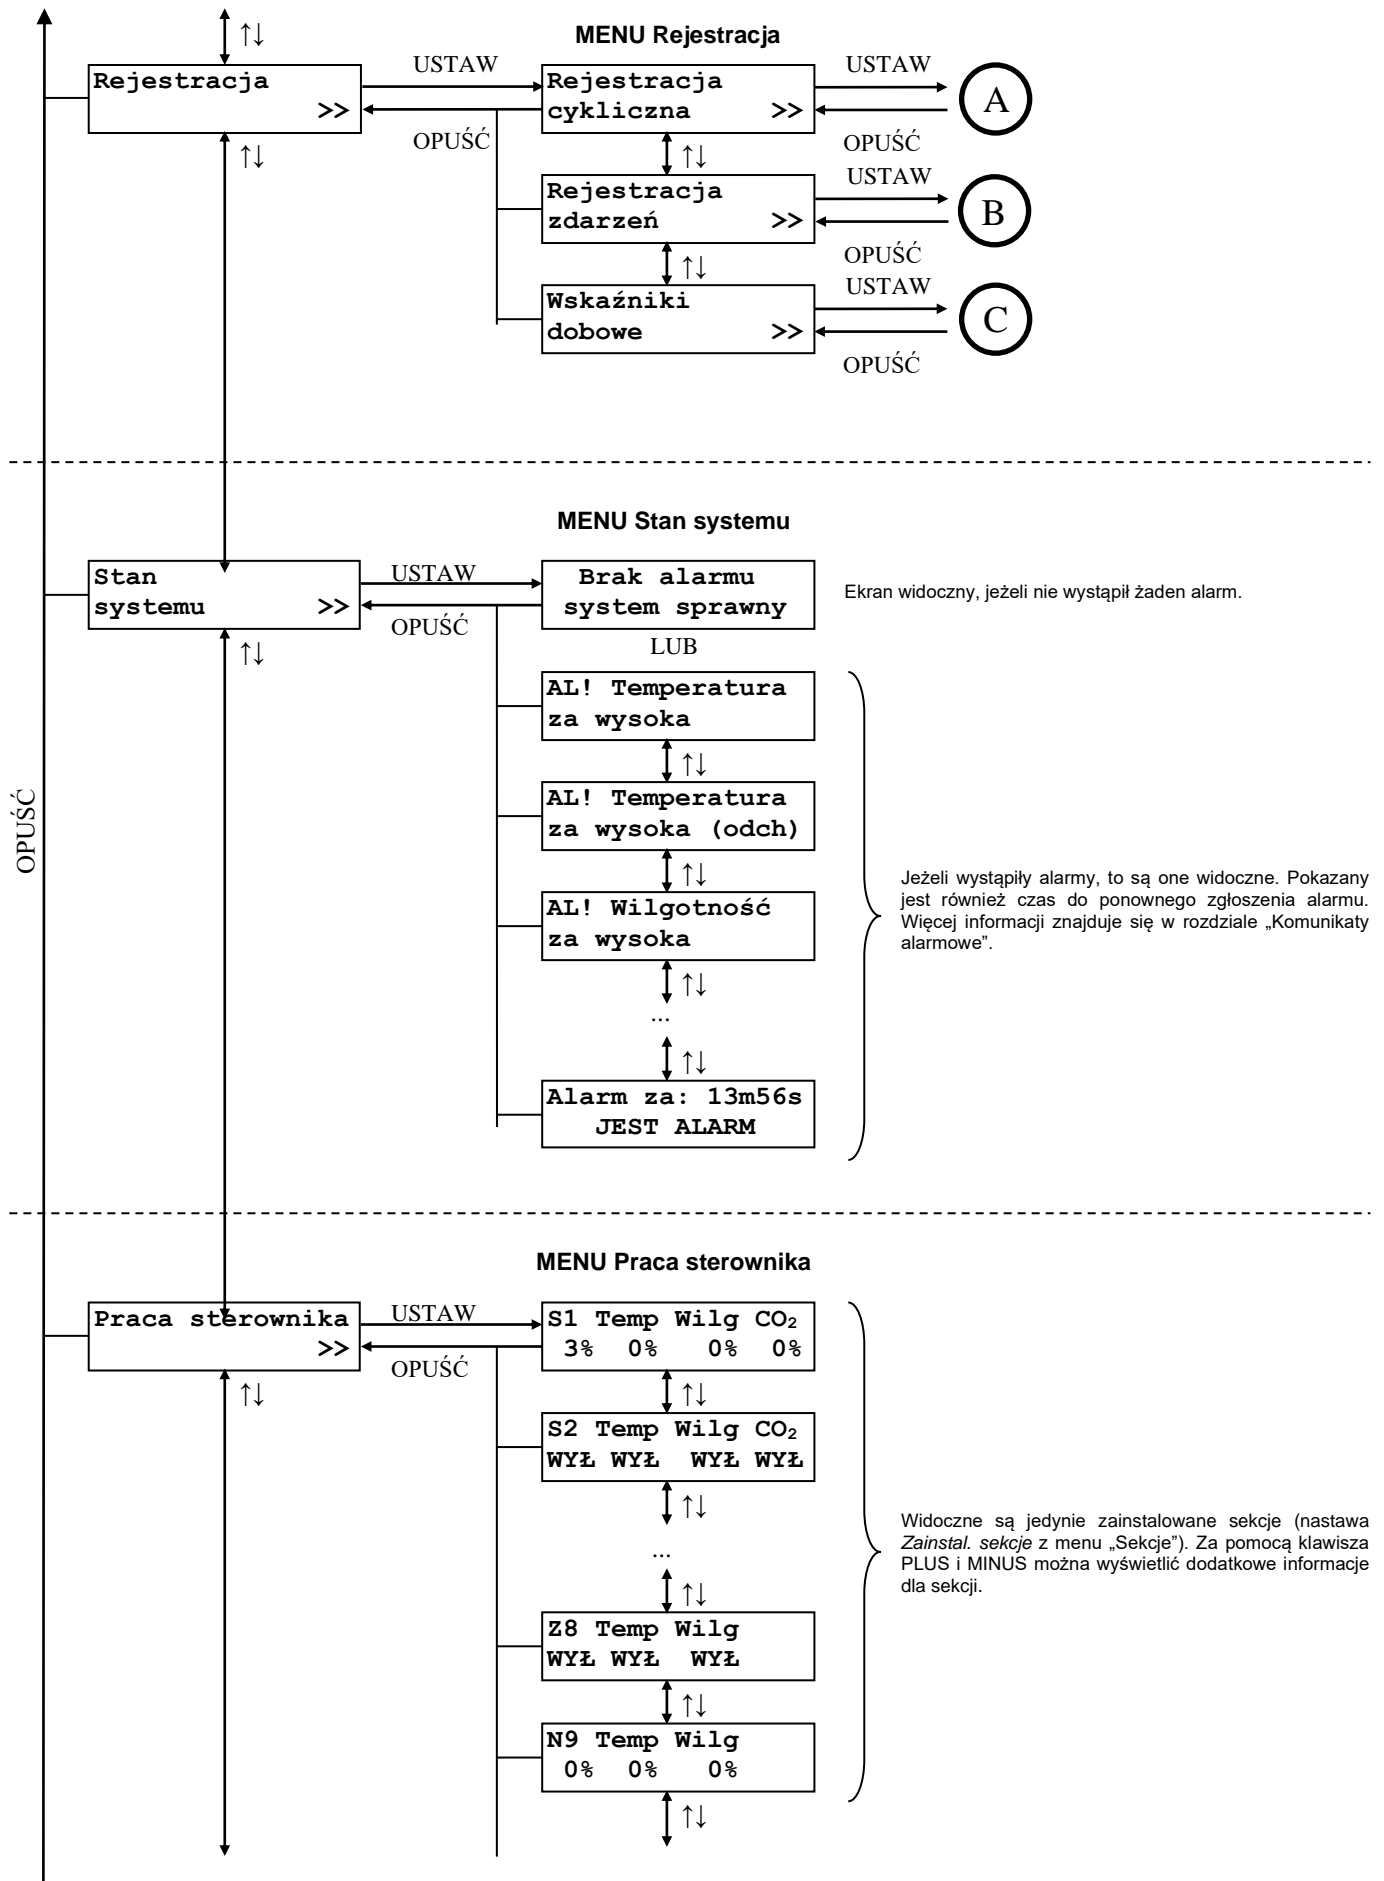 ↑↓
MENU Rejestracja
Rejestracja
>>
USTAW
OPUŚĆ
Rejestracja
cykliczna >>
USTAW
OPUŚĆ
A
↑↓
↑↓
Rejestracja
zdarzeń >>
USTAW
OPUŚĆ
B
↑↓
Wskaźniki
dobowe >>
USTAW
OPUŚĆ
C
MENU Stan systemu
Stan
systemu >>
USTAW
OPUŚĆ
Brak alarmu
system sprawny
Ekran widoczny, jeżeli nie wystąpił żaden alarm.
↑↓
LUB
AL! Temperatura
za wysoka
↑↓
AL! Temperatura
za wysoka (odch)
↑↓
AL! Wilgotność
za wysoka
↑↓
...
↑↓
Alarm za: 13m56s
JEST ALARM
Jeżeli wystąpiły alarmy, to są one widoczne. Pokazany
jest również czas do ponownego zgłoszenia alarmu.
Więcej informacji znajduje się w rozdziale „Komunikaty
alarmowe”.
OPUŚĆ
MENU Praca sterownika
Praca sterownika
>>
USTAW
OPUŚĆ
S1 Temp Wilg CO₂
3% 0% 0% 0%
↑↓
↑↓
S2 Temp Wilg CO₂
WYŁ WYŁ WYŁ WYŁ
↑↓
...
↑↓
Z8 Temp Wilg
WYŁ WYŁ WYŁ
↑↓
N9 Temp Wilg
0% 0% 0%
↑↓
Widoczne są jedynie zainstalowane sekcje (nastawa
Zainstal. sekcje z menu „Sekcje”). Za pomocą klawisza
PLUS i MINUS można wyświetlić dodatkowe informacje
dla sekcji.